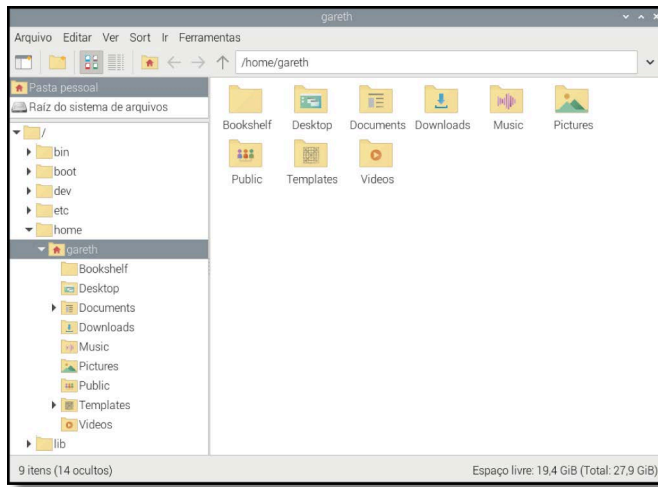 gareth
Arquivo Editar Ver Sort Ir Ferramentas
/home/gareth
Pasta pessoal
Raíz do sistema de arquivos
/
bin
boot
dev
etc
home
gareth
Bookshelf
Desktop
Documents
Downloads
Music
Pictures
Public
Templates
Videos
lib
Bookshelf Desktop Documents Downloads Music Pictures
Public Templates Videos
9 itens (14 ocultos) Espaço livre: 19,4 GiB (Total: 27,9 GiB)